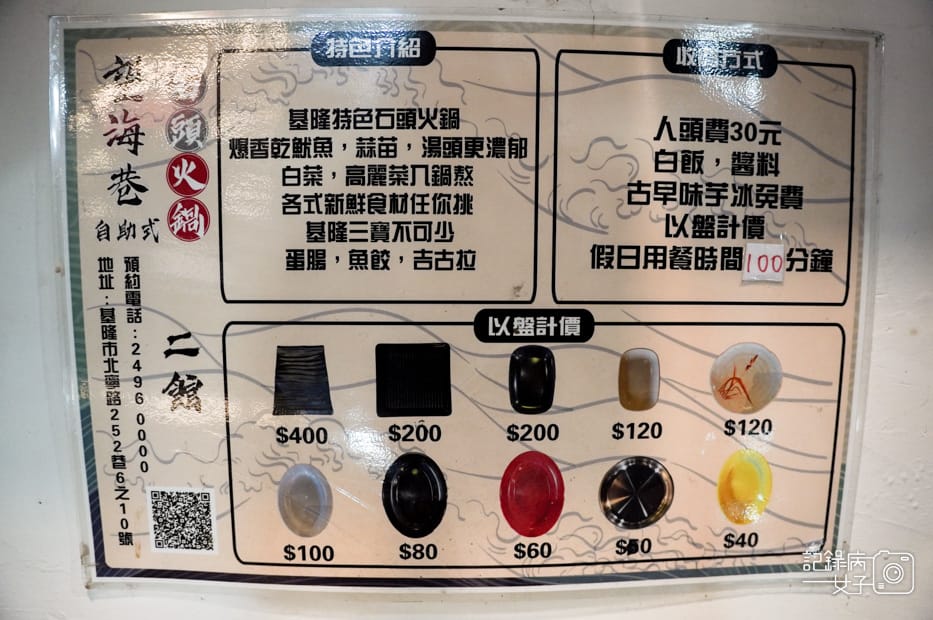 望海巷
頭火鍋
自助式
二館
預約電話：2496 0000
地址：基隆市北寧路252巷6之10號
特色介紹
基隆特色石頭火鍋
爆香乾魷魚，蒜苗，湯頭更濃郁
白菜，高麗菜入鍋熬
各式新鮮食材任你挑
基隆三寶不可少
蛋腸，魚餃，吉古拉
收費方式
人頭費30元
白飯，醬料
古早味芋冰免費
以盤計價
假日用餐時間100分鐘
以盤計價
$400
$200
$200
$120
$120
$100
$80
$60
$50
$40
記錄病
女子